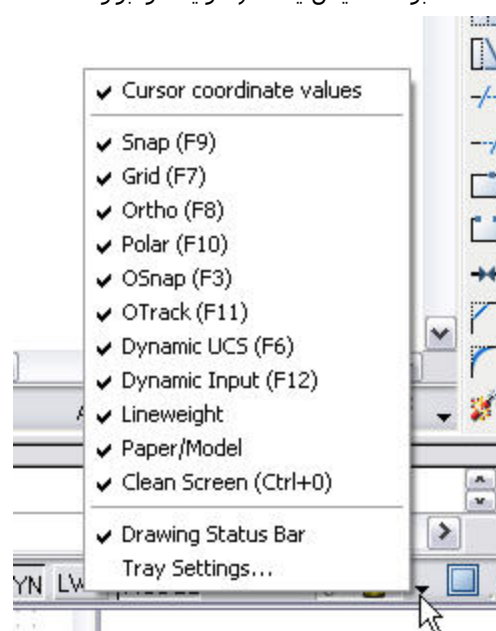 Cursor coordinate values
Snap (F9)
Grid (F7)
Ortho (F8)
Polar (F10)
OSnap (F3)
OTrack (F11)
Dynamic UCS (F6)
Dynamic Input (F12)
Lineweight
Paper/Model
Clean Screen (Ctrl+0)
Drawing Status Bar
Tray Settings...
YN LW